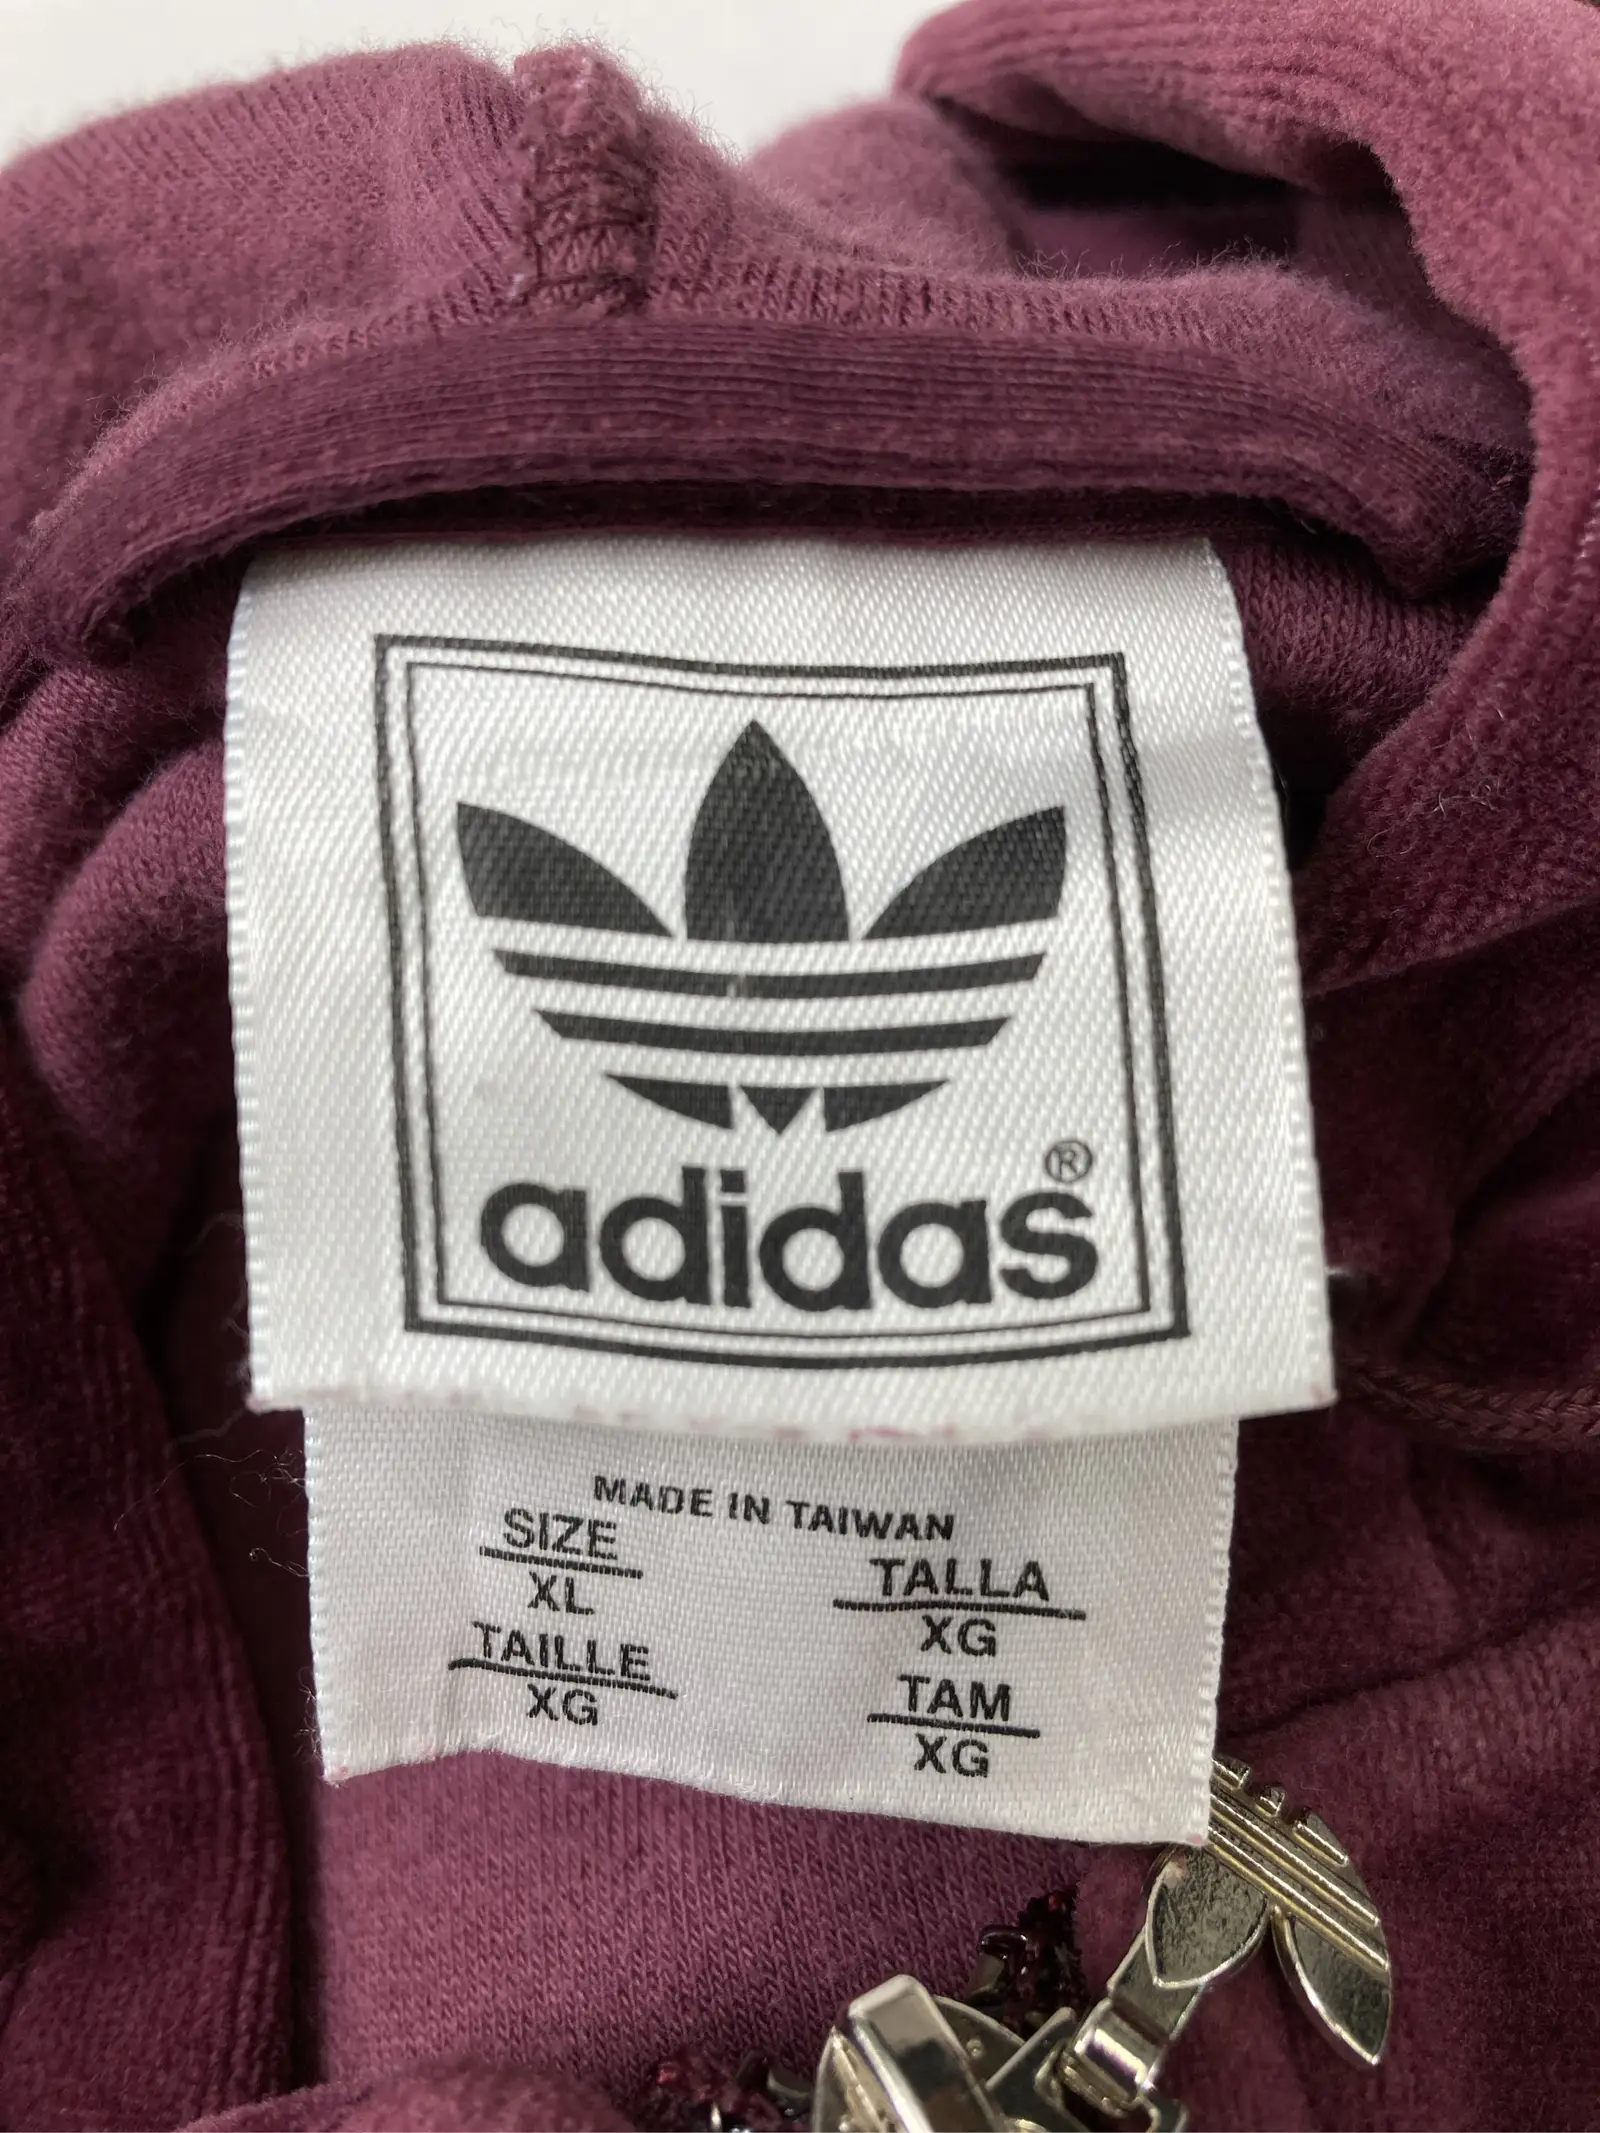 adidas®
MADE IN TAIWAN
SIZE
XL
TAILLE
XG
TALLA
XG
TAM
XG